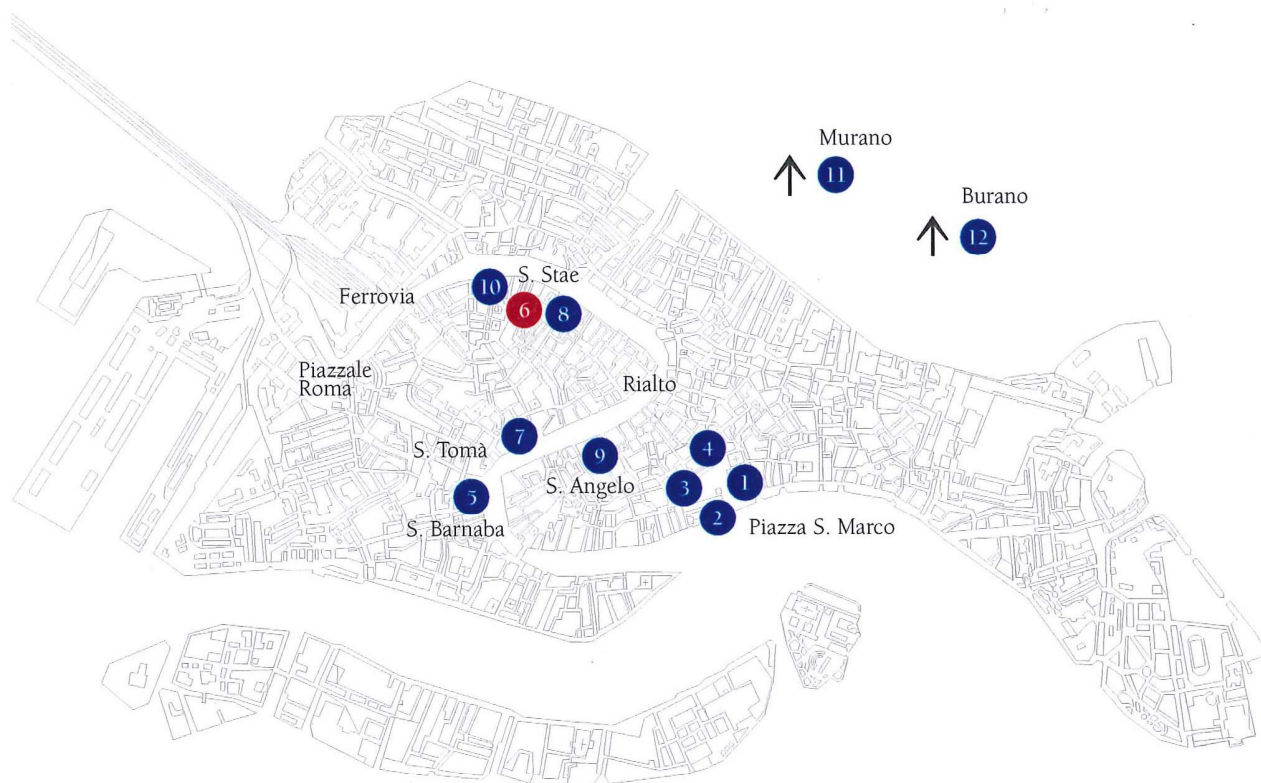 Murano
11
Burano
12
S. Stae
10
Ferrovia
6
8
Piazzale
Roma
Rialto
7
S. Tomà
4
9
S. Angelo
3
1
5
2
S. Barnaba
Piazza S. Marco